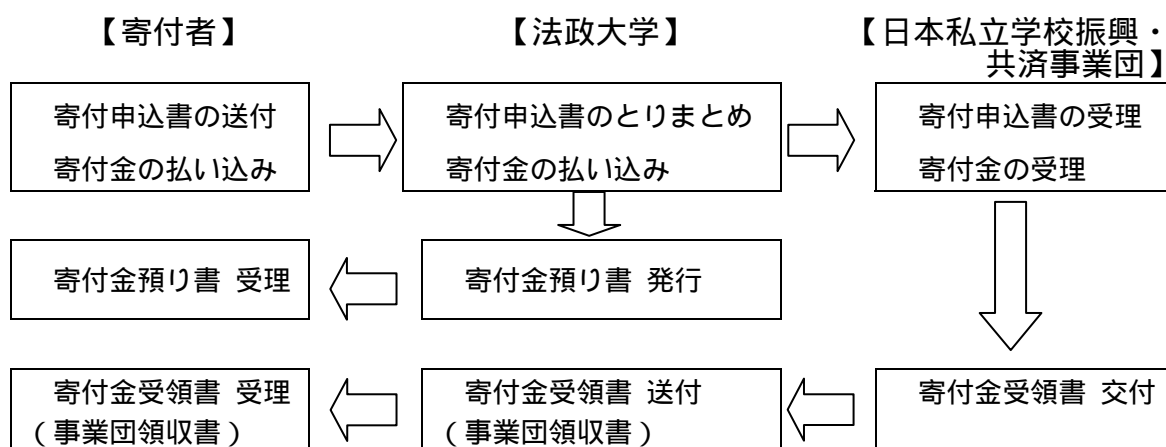 【寄付者】
【法政大学】
【日本私立学校振興・
共済事業団】
寄付申込書の送付
寄付金の払い込み
寄付申込書のとりまとめ
寄付金の払い込み
寄付申込書の受理
寄付金の受理
寄付金預り書 受理
寄付金預り書 発行
寄付金受領書 受理
(事業団領収書)
寄付金受領書 送付
(事業団領収書)
寄付金受領書 交付